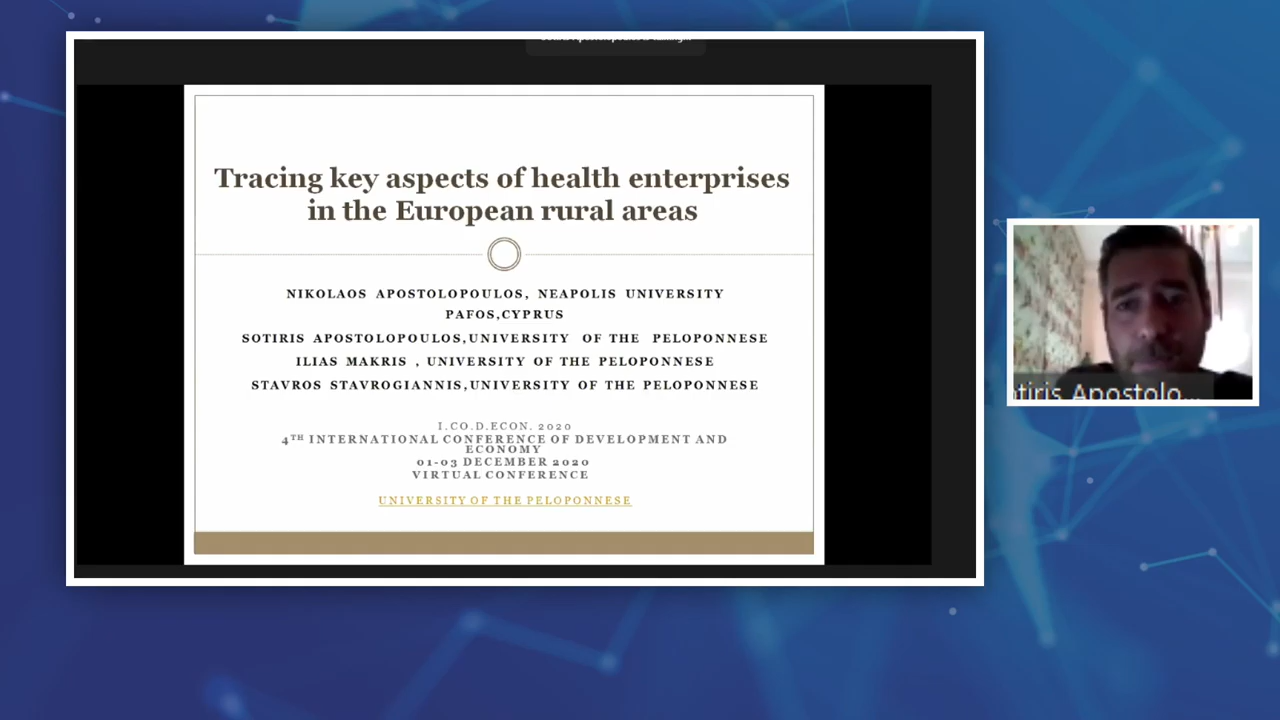 Tracing key aspects of health enterprises
in the European rural areas
NIKOLAOS APOSTOLOPOULOS, NEAPOLIS UNIVERSITY
PAFOS,CYPRUS
SOTIRIS APOSTOLOPOULOS,UNIVERSITY OF THE PELOPONNESE
ILIAS MAKRIS , UNIVERSITY OF THE PELOPONNESE
STAVROS STAVROGIANNIS,UNIVERSITY OF THE PELOPONNESE
I.CO.D.ECON. 2020
4TH INTERNATIONAL CONFERENCE OF DEVELOPMENT AND
ECONOMY
01-03 DECEMBER 2020
VIRTUAL CONFERENCE
UNIVERSITY OF THE PELOPONNESE
tiris Apostolo...